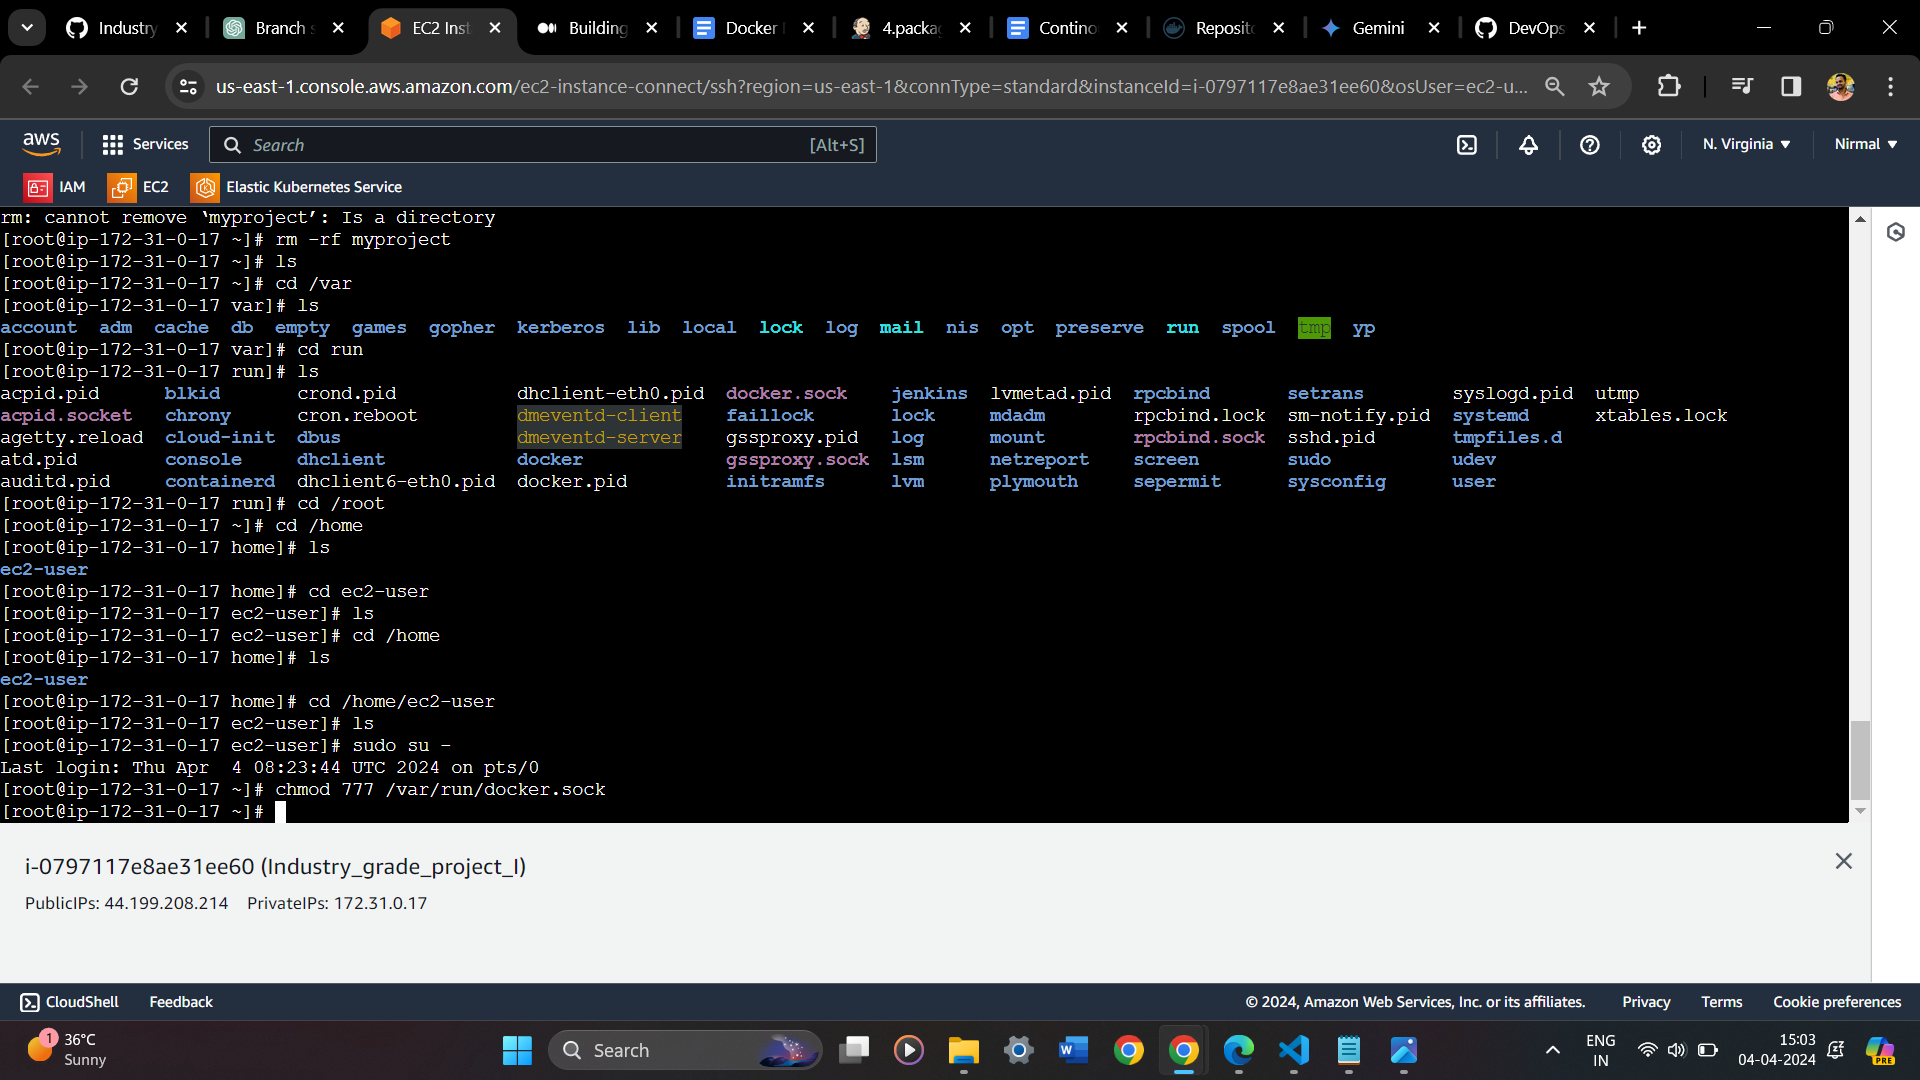 Industry
Branch s
EC2 Inst
Building
Docker
4.packa
Contino
Reposito
Gemini
DevOps
us-east-1.console.aws.amazon.com/ec2-instance-connect/ssh?region=us-east-1&connType=standard&instanceId=i-0797117e8ae31ee60&osUser=ec2-u...
aws
Services
Search
[Alt+S]
N. Virginia
Nirmal
IAM
EC2
Elastic Kubernetes Service
rm: cannot remove ‘myproject’: Is a directory
[root@ip-172-31-0-17 ~]# rm -rf myproject
[root@ip-172-31-0-17 ~]# ls
[root@ip-172-31-0-17 ~]# cd /var
[root@ip-172-31-0-17 var]# ls
account adm cache db empty games gopher kerberos lib local lock log mail nis opt preserve run spool tmp yp
[root@ip-172-31-0-17 var]# cd run
[root@ip-172-31-0-17 run]# ls
acpid.pid blkid crond.pid dhclient-eth0.pid docker.sock jenkins lvmetad.pid rpcbind setrans syslogd.pid utmp
acpid.socket chrony cron.reboot dmeventd-client faillock lock mdadm rpcbind.lock sm-notify.pid systemd xtables.lock
agetty.reload cloud-init dbus dmeventd-server gssproxy.pid log mount rpcbind.sock sshd.pid tmpfiles.d
atd.pid console dhclient docker gssproxy.sock lsm netreport screen sudo udev
auditd.pid containerd dhclient6-eth0.pid docker.pid initramfs lvm plymouth sepermit sysconfig user
[root@ip-172-31-0-17 run]# cd /root
[root@ip-172-31-0-17 ~]# cd /home
[root@ip-172-31-0-17 home]# ls
ec2-user
[root@ip-172-31-0-17 home]# cd ec2-user
[root@ip-172-31-0-17 ec2-user]# ls
[root@ip-172-31-0-17 ec2-user]# cd /home
[root@ip-172-31-0-17 home]# ls
ec2-user
[root@ip-172-31-0-17 home]# cd /home/ec2-user
[root@ip-172-31-0-17 ec2-user]# ls
[root@ip-172-31-0-17 ec2-user]# sudo su -
Last login: Thu Apr  4 08:23:44 UTC 2024 on pts/0
[root@ip-172-31-0-17 ~]# chmod 777 /var/run/docker.sock
[root@ip-172-31-0-17 ~]#
i-0797117e8ae31ee60 (Industry_grade_project_I)
PublicIPs: 44.199.208.214 PrivateIPs: 172.31.0.17
CloudShell
Feedback
© 2024, Amazon Web Services, Inc. or its affiliates.
Privacy
Terms
Cookie preferences
1
36°C
Sunny
Search
ENG
IN
15:03
04-04-2024
PRE